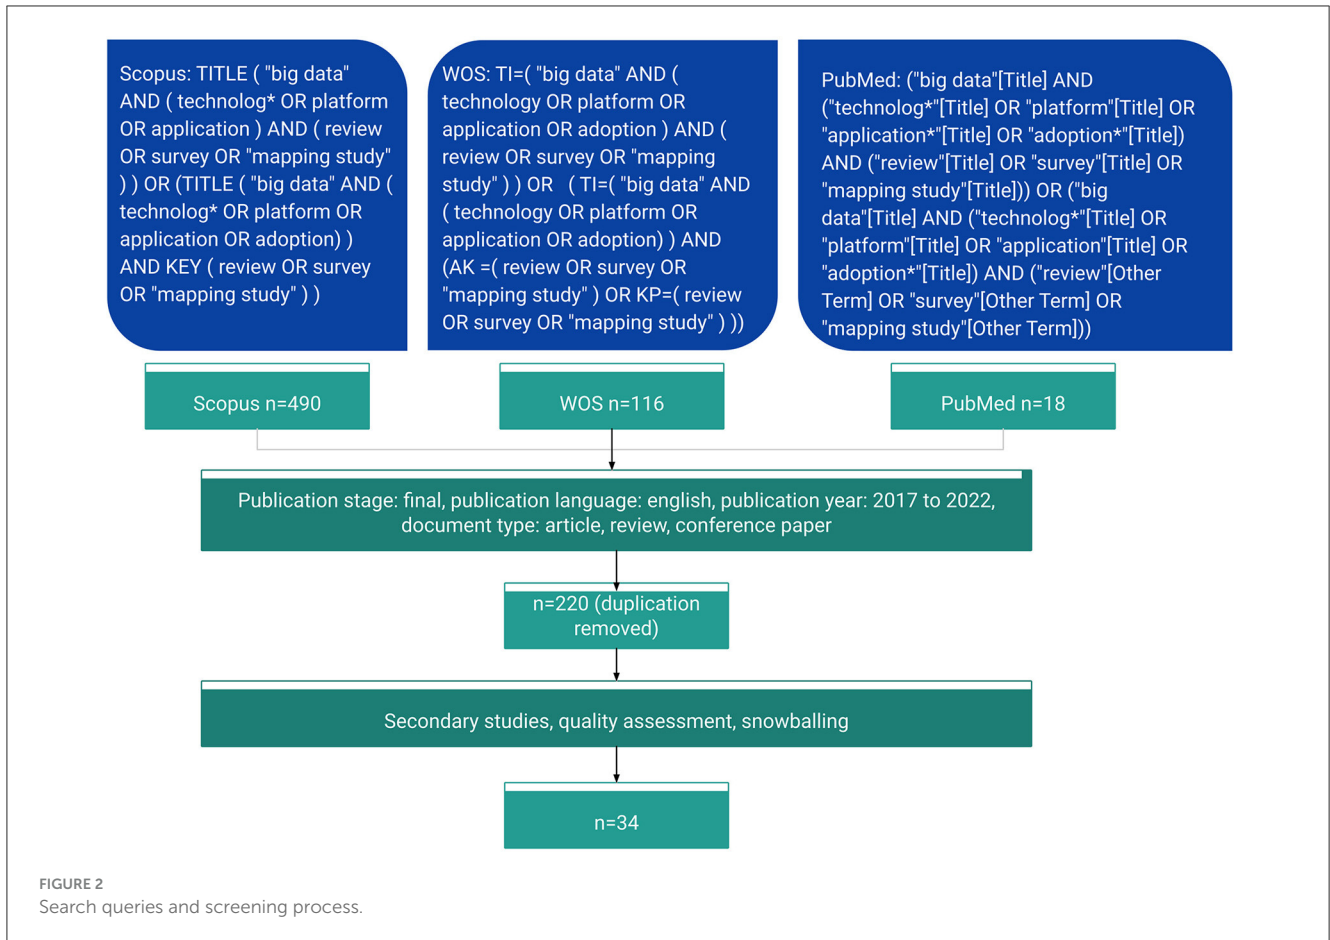 Scopus: TITLE ( "big data"
AND ( technolog* OR platform
OR application ) AND ( review
OR survey OR "mapping study"
) ) OR (TITLE ( "big data" AND (
technolog* OR platform OR
application OR adoption) )
AND KEY ( review OR survey
OR "mapping study" ) )
WOS: TI=( "big data" AND (
technology OR platform OR
application OR adoption ) AND (
review OR survey OR "mapping
study" ) ) OR ( TI=( "big data" AND
( technology OR platform OR
application OR adoption) ) AND
(AK =( review OR survey OR
"mapping study" ) OR KP=( review
OR survey OR "mapping study" ) ))
PubMed: ("big data"[Title] AND
("technolog*"[Title] OR "platform"[Title] OR
"application*"[Title] OR "adoption*"[Title])
AND ("review"[Title] OR "survey"[Title] OR
"mapping study"[Title])) OR ("big
data"[Title] AND ("technolog*"[Title] OR
"platform"[Title] OR "application"[Title] OR
"adoption*"[Title]) AND ("review"[Other
Term] OR "survey"[Other Term] OR
"mapping study"[Other Term]))
Scopus n=490
WOS n=116
PubMed n=18
Publication stage: final, publication language: english, publication year: 2017 to 2022,
document type: article, review, conference paper
n=220 (duplication
removed)
Secondary studies, quality assessment, snowballing
n=34
FIGURE 2
Search queries and screening process.